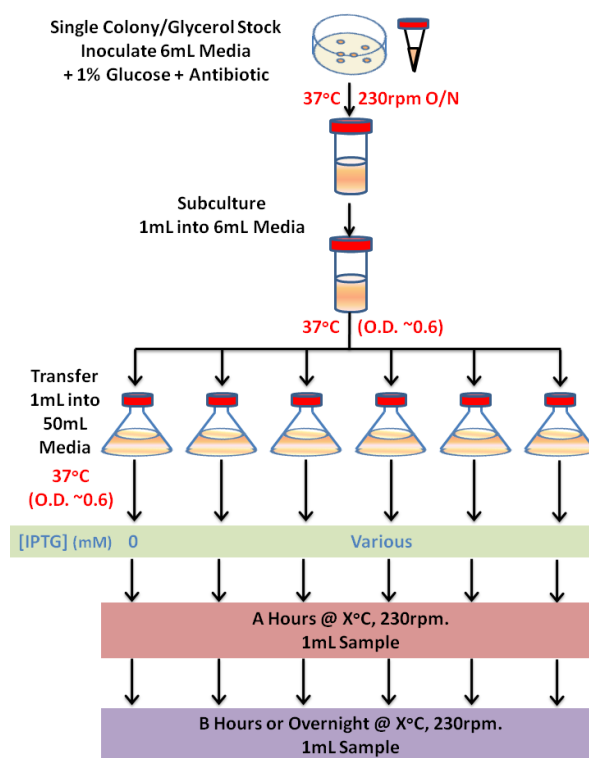 Single Colony/Glycerol Stock
Inoculate 6mL Media
+ 1% Glucose + Antibiotic
37°C 230rpm O/N
Subculture
1mL into 6mL Media
37°C (O.D. ~0.6)
Transfer
1mL into
50mL
Media
37°C
(O.D. ~0.6)
[IPTG] (mM) 0 Various
A Hours @ X°C, 230rpm.
1mL Sample
B Hours or Overnight @ X°C, 230rpm.
1mL Sample